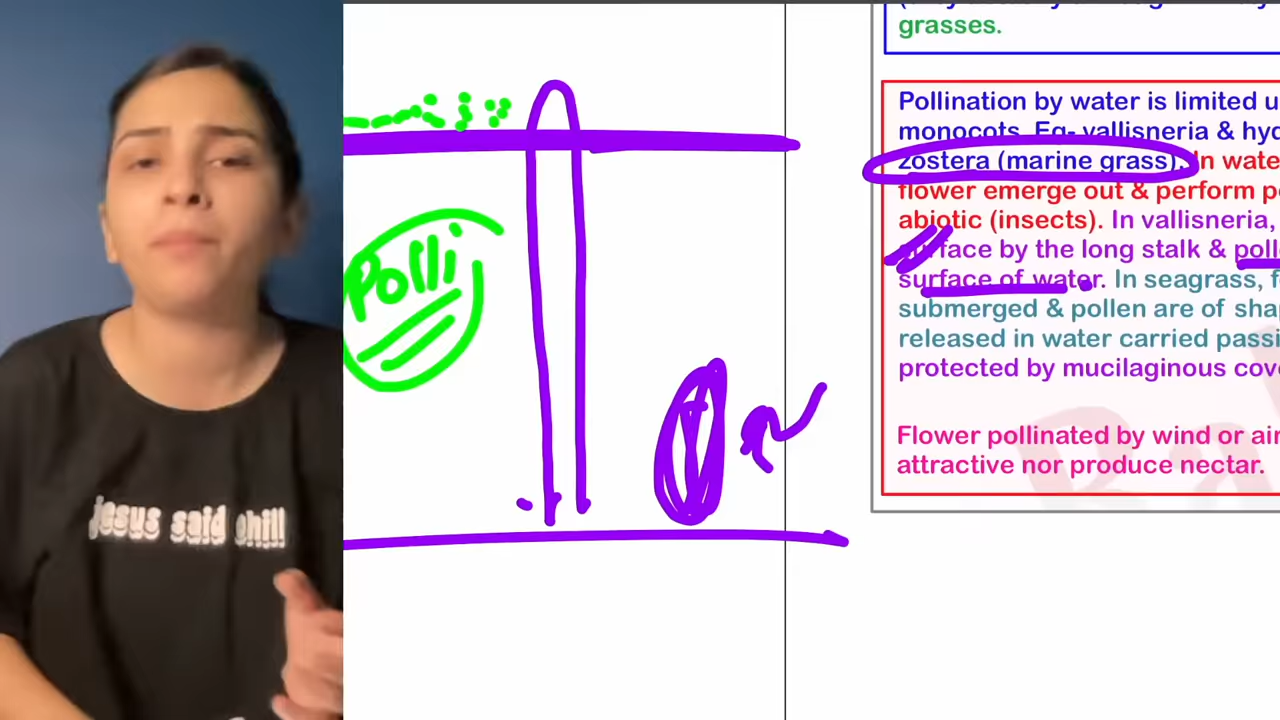 jesus said chill
Polli
grasses.
Pollination by water is limited u
monocots. Eg- vallisneria & hyd
zostera (marine grass). In wate
flower emerge out & perform p
abiotic (insects). In vallisneria,
surface by the long stalk & poll
surface of water. In seagrass, f
submerged & pollen are of sha
released in water carried passi
protected by mucilaginous cov
Flower pollinated by wind or air
attractive nor produce nectar.